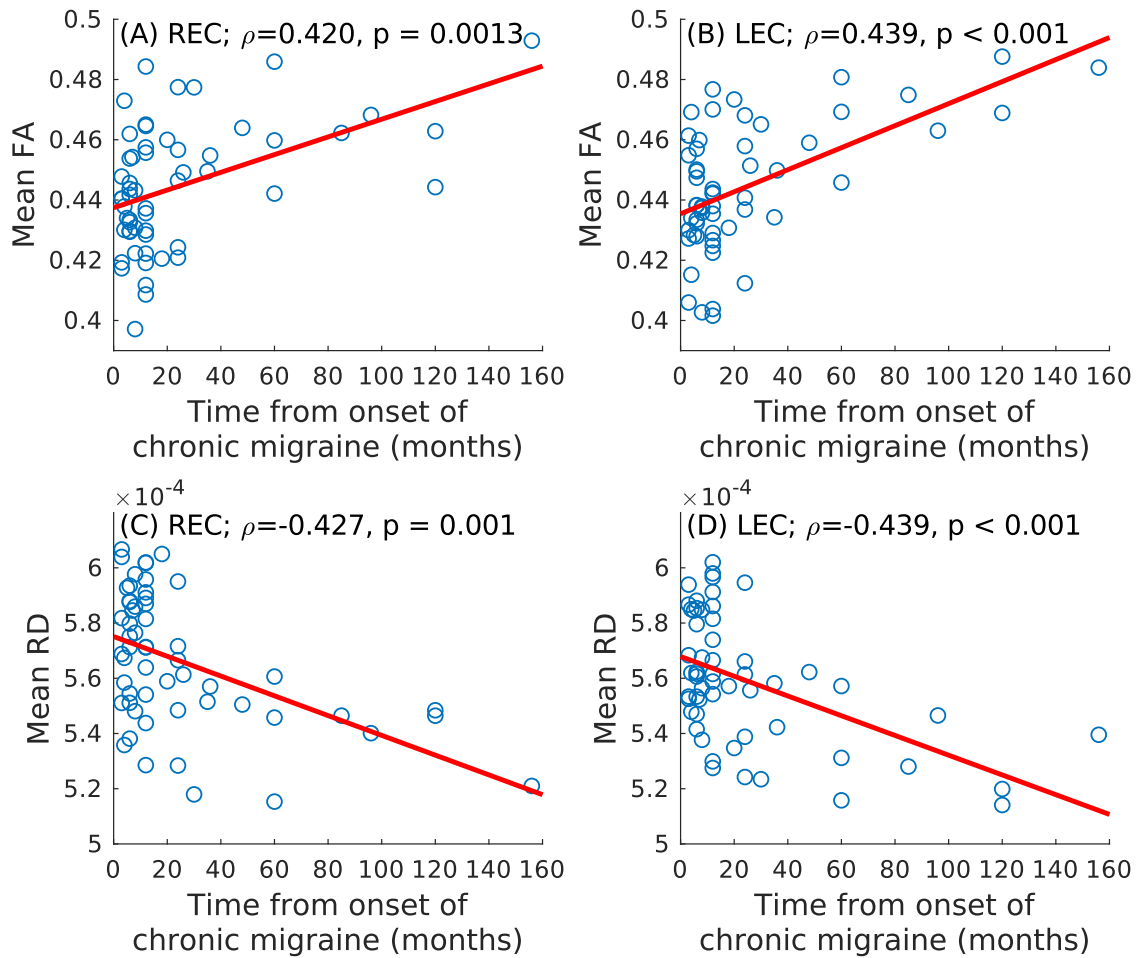 (A) REC; ρ=0.420, p = 0.0013
0.5
0.48
0.46
0.44
0.42
0.4
Mean FA
0 20 40 60 80 100 120 140 160
Time from onset of
chronic migraine (months)
(B) LEC; ρ=0.439, p < 0.001
0.5
0.48
0.46
0.44
0.42
0.4
Mean FA
0 20 40 60 80 100 120 140 160
Time from onset of
chronic migraine (months)
×10-4
(C) REC; ρ=-0.427, p = 0.001
6
5.8
5.6
5.4
5.2
5
Mean RD
0 20 40 60 80 100 120 140 160
Time from onset of
chronic migraine (months)
×10-4
(D) LEC; ρ=-0.439, p < 0.001
6
5.8
5.6
5.4
5.2
5
Mean RD
0 20 40 60 80 100 120 140 160
Time from onset of
chronic migraine (months)